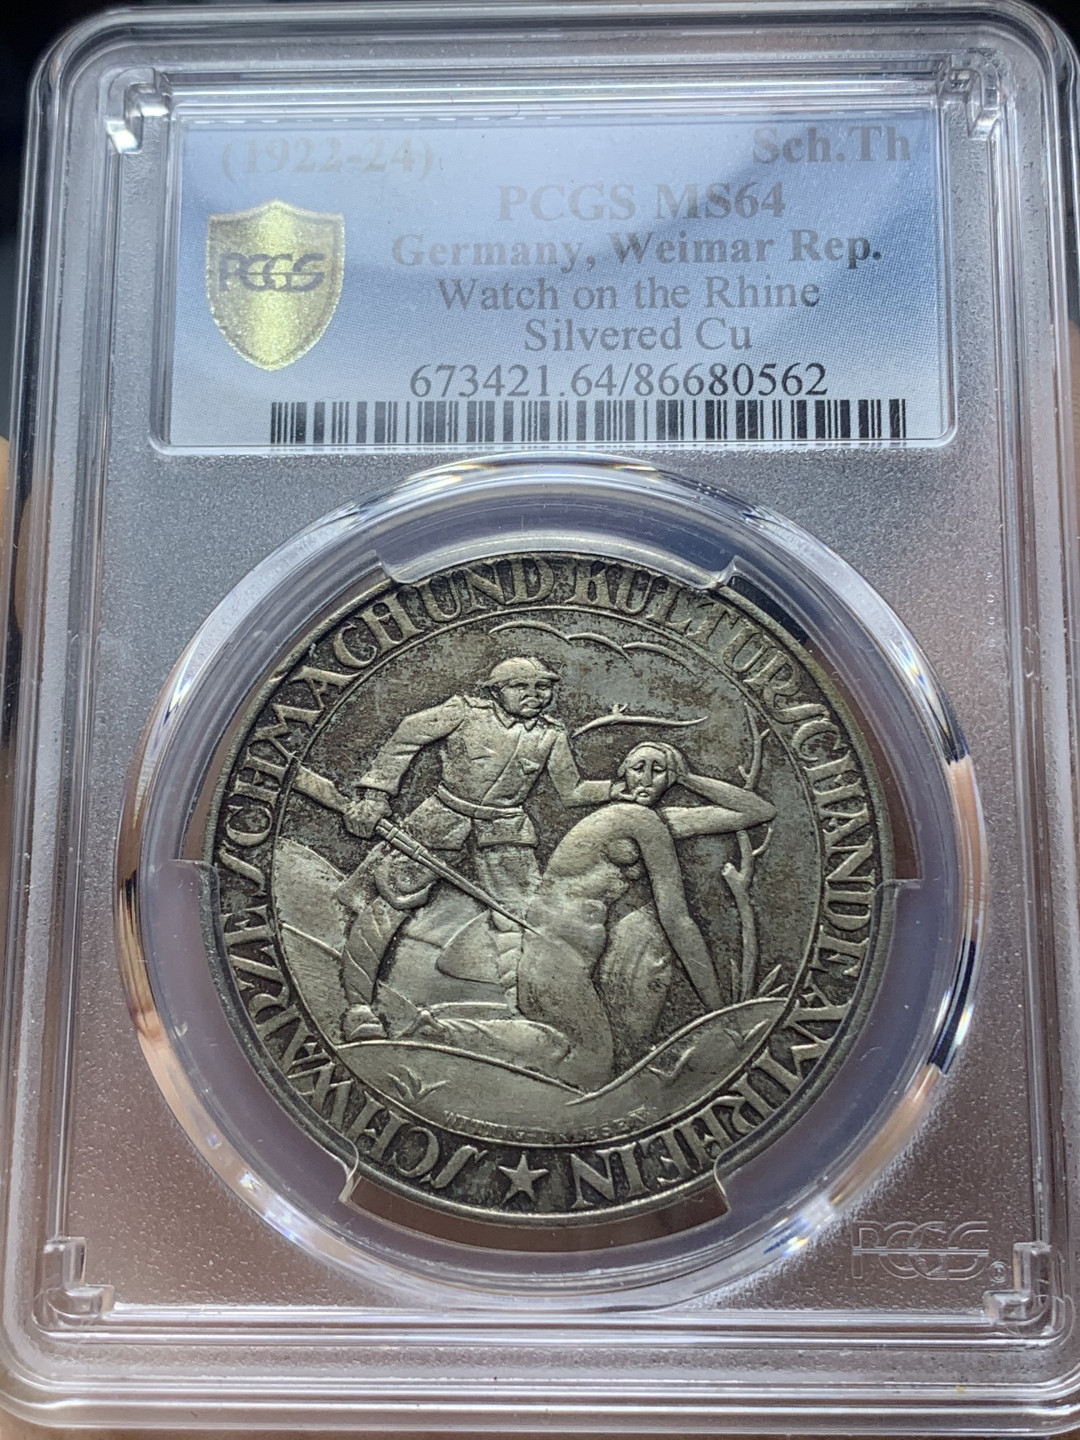 (1922-24) Sch.Th
PCGS MS64
PCGS Germany, Weimar Rep.
Watch on the Rhine
Silvered Cu
673421.64/86680562
SCHWARZE SCHMACH UND KULTURSCHANDE AM RHEIN
PCGS